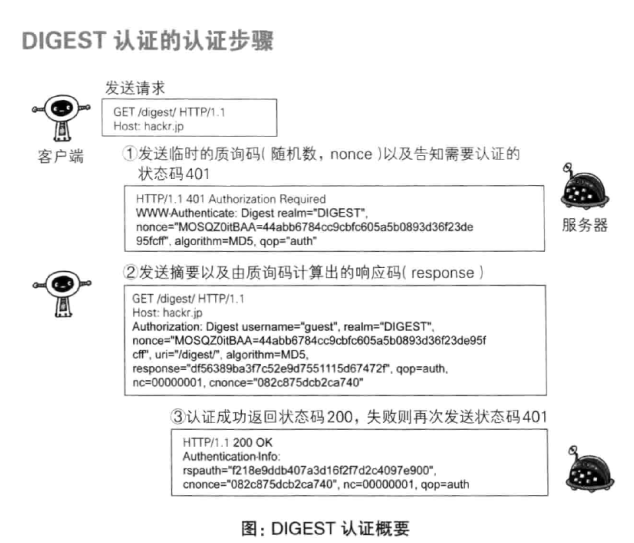 DIGEST 认证的认证步骤
发送请求
GET /digest/ HTTP/1.1
Host: hackr.jp
客户端
①发送临时的质询码(随机数，nonce)以及告知需要认证的
状态码401
HTTP/1.1 401 Authorization Required
WWW-Authenticate: Digest realm="DIGEST",
nonce="MOSQZ0itBAA=44abb6784cc9cbfc605a5b0893d36f23de
95fcff", algorithm=MD5, qop="auth"
服务器
②发送摘要以及由质询码计算出的响应码(response)
GET /digest/ HTTP/1.1
Host: hackr.jp
Authorization: Digest username="guest", realm="DIGEST",
nonce="MOSQZ0itBAA=44abb6784cc9cbfc605a5b0893d36f23de95f
cff", uri="/digest/", algorithm=MD5,
response="df56389ba3f7c52e9d7551115d67472f", qop=auth,
nc=00000001, cnonce="082c875dcb2ca740"
③认证成功返回状态码200，失败则再次发送状态码401
HTTP/1.1 200 OK
Authentication-Info:
rspauth="f218e9ddb407a3d16f2f7d2c4097e900",
cnonce="082c875dcb2ca740", nc=00000001, qop=auth
图：DIGEST 认证概要